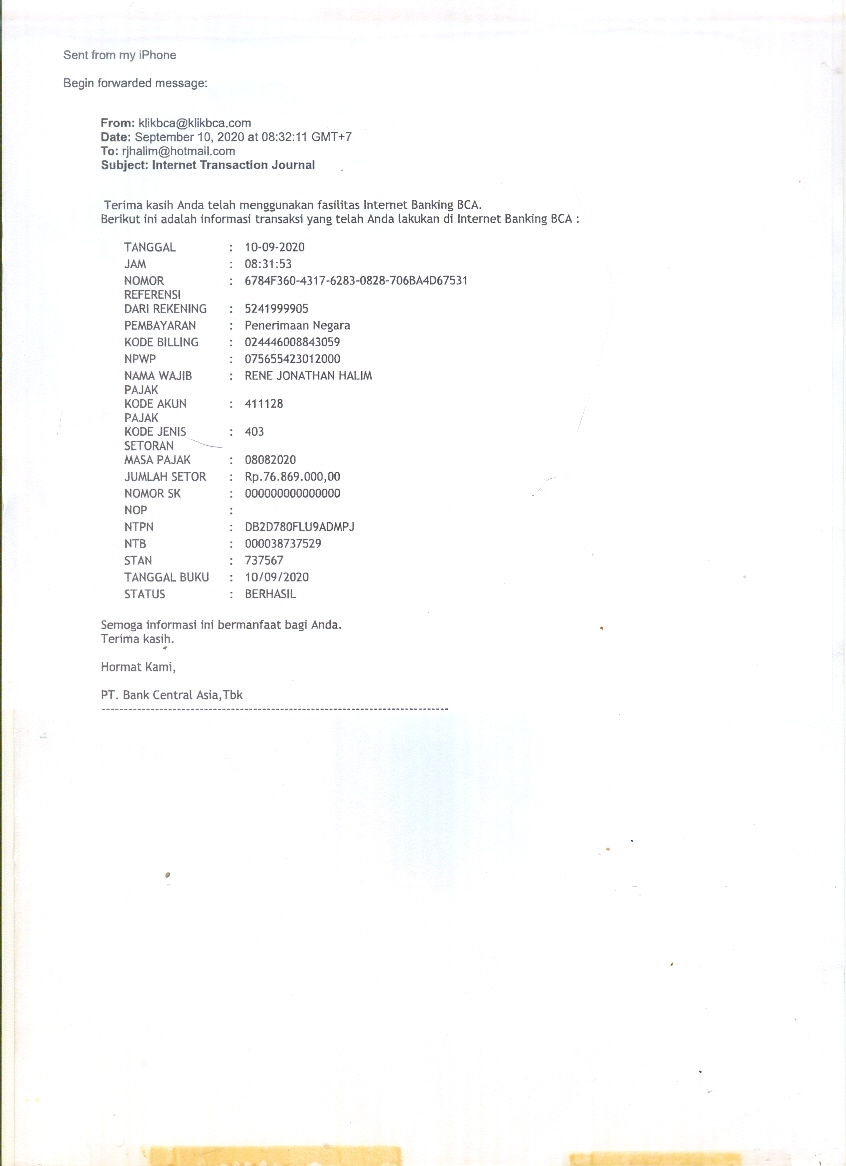 Sent from my iPhone
Begin forwarded message:
From: klikbca@klikbca.com
Date: September 10, 2020 at 08:32:11 GMT+7
To: rjhalim@hotmail.com
Subject: Internet Transaction Journal
Terima kasih Anda telah menggunakan fasilitas Internet Banking BCA.
Berikut ini adalah informasi transaksi yang telah Anda lakukan di Internet Banking BCA :
TANGGAL : 10-09-2020
JAM : 08:31:53
NOMOR : 6784F360-4317-6283-0828-706BA4D67531
REFERENSI
DARI REKENING : 5241999905
PEMBAYARAN : Penerimaan Negara
KODE BILLING : 024446008843059
NPWP : 075655423012000
NAMA WAJIB : RENE JONATHAN HALIM
PAJAK
KODE AKUN : 411128
PAJAK
KODE JENIS : 403
SETORAN
MASA PAJAK : 08082020
JUMLAH SETOR : Rp.76.869.000,00
NOMOR SK : 000000000000000
NOP :
NTPN : DB2D780FLU9ADMPJ
NTB : 000038737529
STAN : 737567
TANGGAL BUKU : 10/09/2020
STATUS : BERHASIL
Semoga informasi ini bermanfaat bagi Anda.
Terima kasih.
Hormat Kami,
PT. Bank Central Asia,Tbk
-------------------------------------------------------------------------------